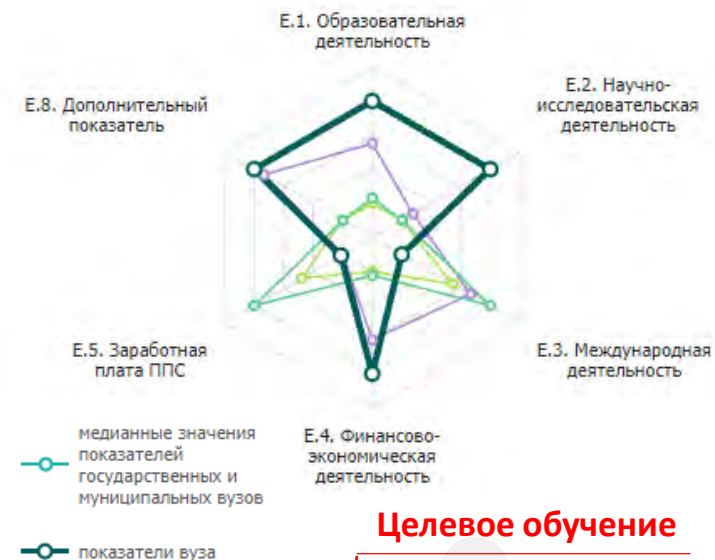 E.1. Образовательная
деятельность
E.8. Дополнительный
показатель
E.2. Научно-
исследовательская
деятельность
E.5. Заработная
плата ППС
E.3. Международная
деятельность
E.4. Финансово-
экономическая
деятельность
медианные значения
показателей
государственных и
муниципальных вузов
показатели вуза
Целевое обучение